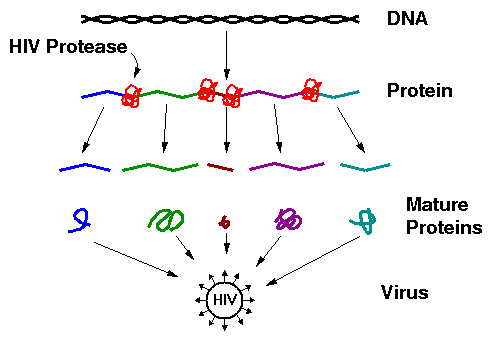 DNA
HIV Protease
Protein
Mature
Proteins
HIV
Virus